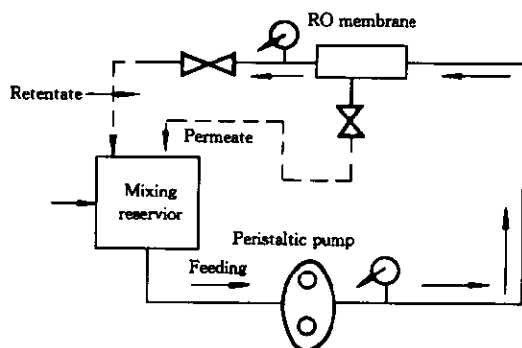 RO membrane
Retentate
Permeate
Mixing
reservior
Peristaltic pump
Feeding